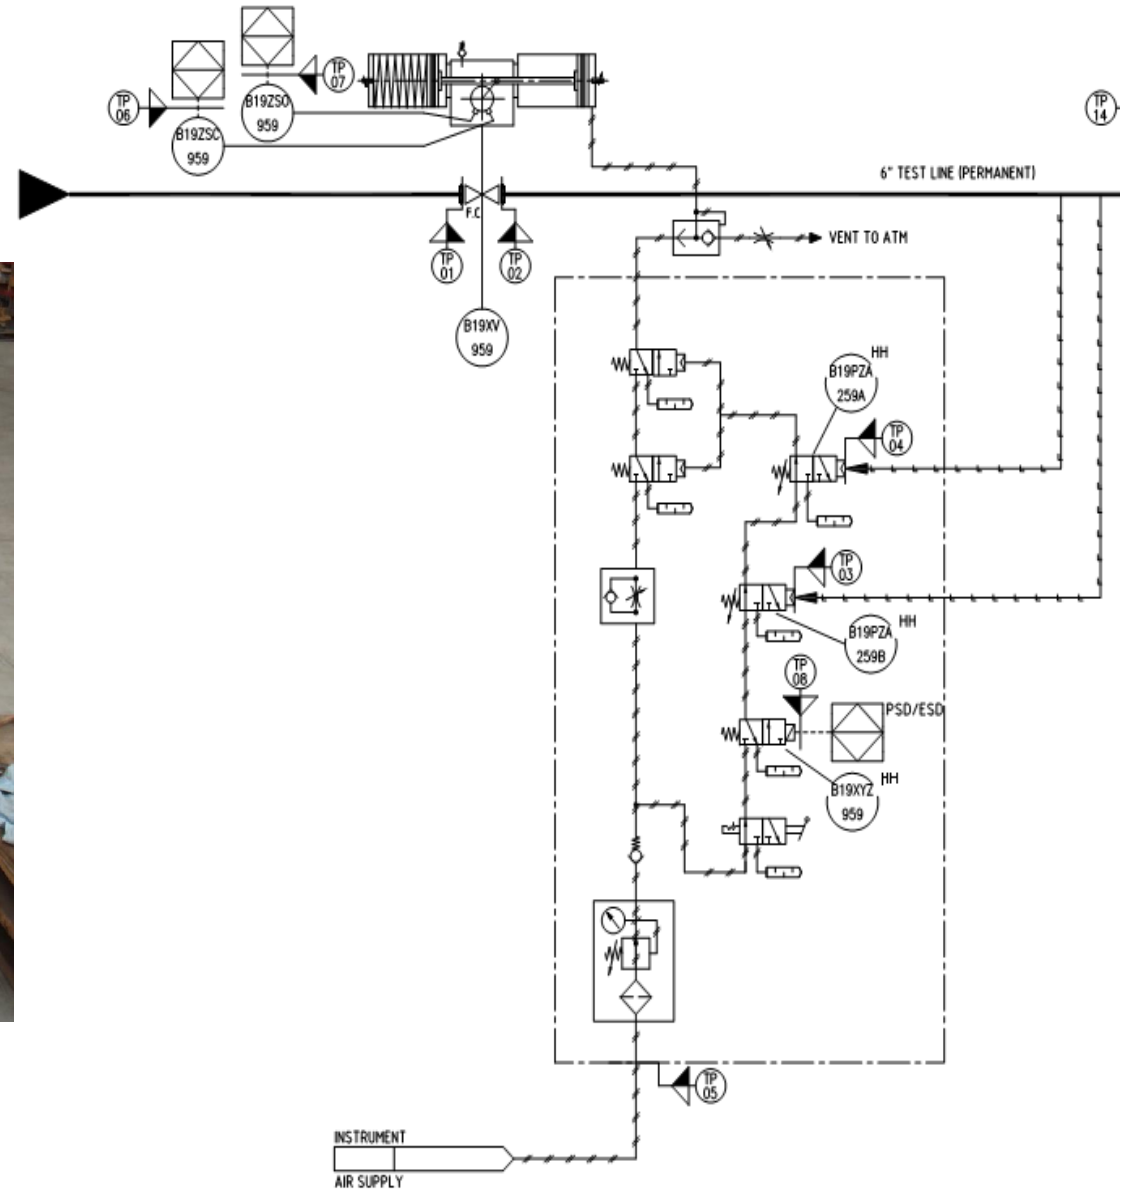 TP
07
TP
06
B19ZSO
959
B19ZSC
959
TP
14
6" TEST LINE (PERMANENT)
F.C
TP
01
TP
02
VENT TO ATM
B19XV
959
HH
B19PZA
259A
TP
04
TP
03
HH
B19PZA
259B
TP
08
PSD/ESD
HH
B19XYZ
959
TP
05
INSTRUMENT
AIR SUPPLY